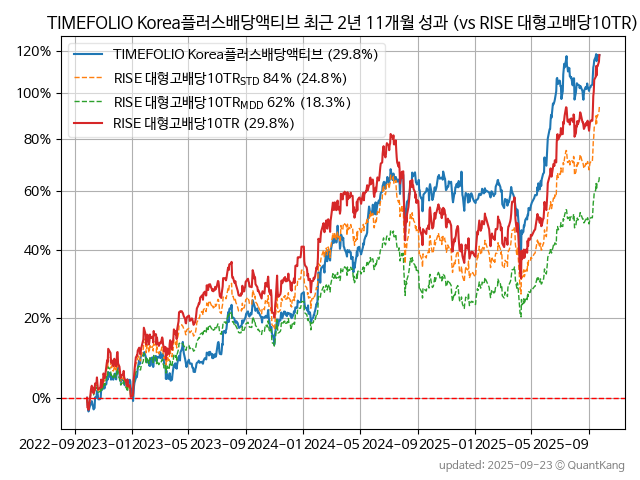 TIMEFOLIO Korea플러스배당액티브 최근 2년 11개월 성과 (vs RISE 대형고배당10TR)
TIMEFOLIO Korea플러스배당액티브 (29.8%)
RISE 대형고배당10TR_STD 84% (24.8%)
RISE 대형고배당10TR_MDD 62% (18.3%)
RISE 대형고배당10TR (29.8%)
120%
100%
80%
60%
40%
20%
0%
2022-09 2023-01 2023-05 2023-09 2024-01 2024-05 2024-09 2025-01 2025-05 2025-09
updated: 2025-09-23 © QuantKang